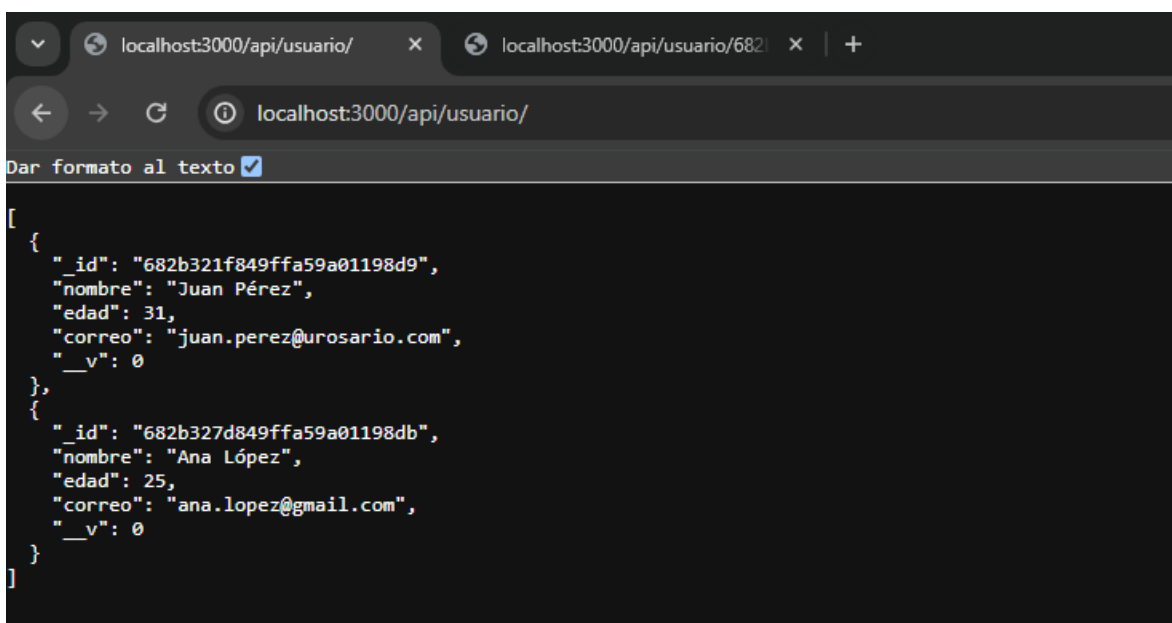 localhost:3000/api/usuario/
localhost:3000/api/usuario/682
localhost:3000/api/usuario/
Dar formato al texto
[
  {
    "_id": "682b321f849ffa59a01198d9",
    "nombre": "Juan Pérez",
    "edad": 31,
    "correo": "juan.perez@urosario.com",
    "__v": 0
  },
  {
    "_id": "682b327d849ffa59a01198db",
    "nombre": "Ana López",
    "edad": 25,
    "correo": "ana.lopez@gmail.com",
    "__v": 0
  }
]